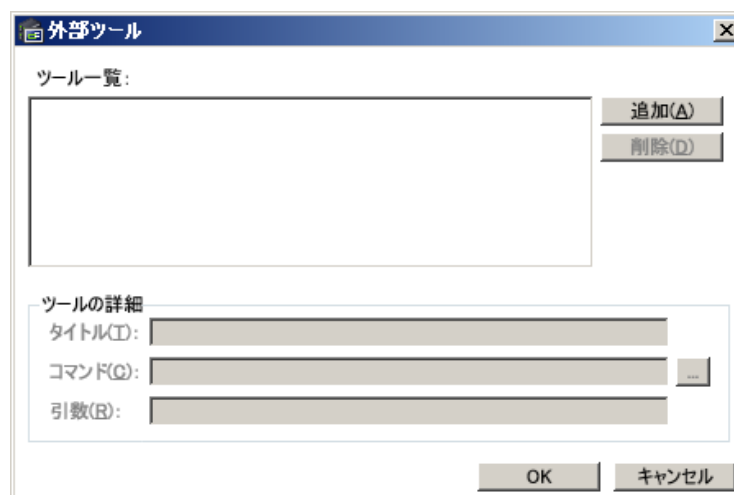 外部ツール
ツール一覧:
追加(A)
削除(D)
ツールの詳細
タイトル(T):
コマンド(C):
...
引数(R):
OK
キャンセル